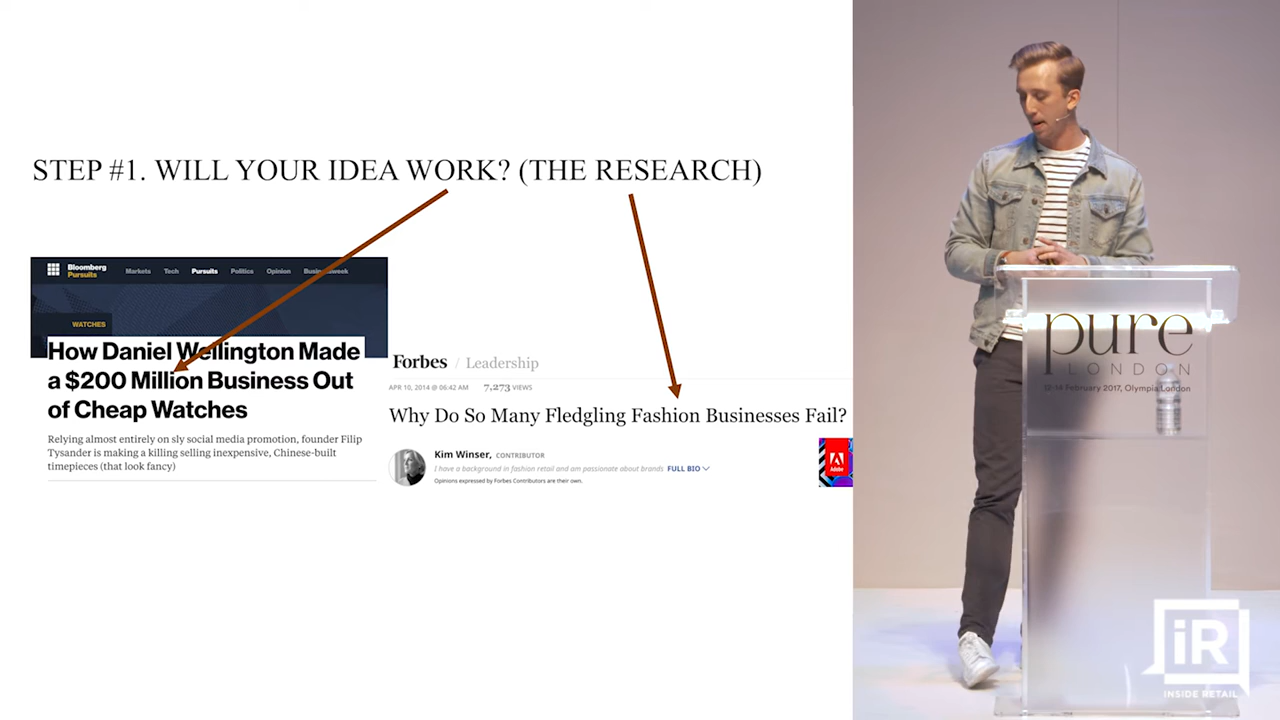 STEP #1. WILL YOUR IDEA WORK? (THE RESEARCH)
Bloomberg
Pursuits
Markets Tech Pursuits Politics Opinion Businessweek
WATCHES
How Daniel Wellington Made
a $200 Million Business Out
of Cheap Watches
Relying almost entirely on sly social media promotion, founder Filip
Tysander is making a killing selling inexpensive, Chinese-built
timepieces (that look fancy)
Forbes / Leadership
APR 10, 2014 @ 06:42 AM 7,273 VIEWS
Why Do So Many Fledgling Fashion Businesses Fail?
Kim Winser, CONTRIBUTOR
I have a background in fashion retail and am passionate about brands FULL BIO
Opinions expressed by Forbes Contributors are their own.
Adobe
pure
LONDON
12-14 February 2017, Olympia London
iR
INSIDE RETAIL